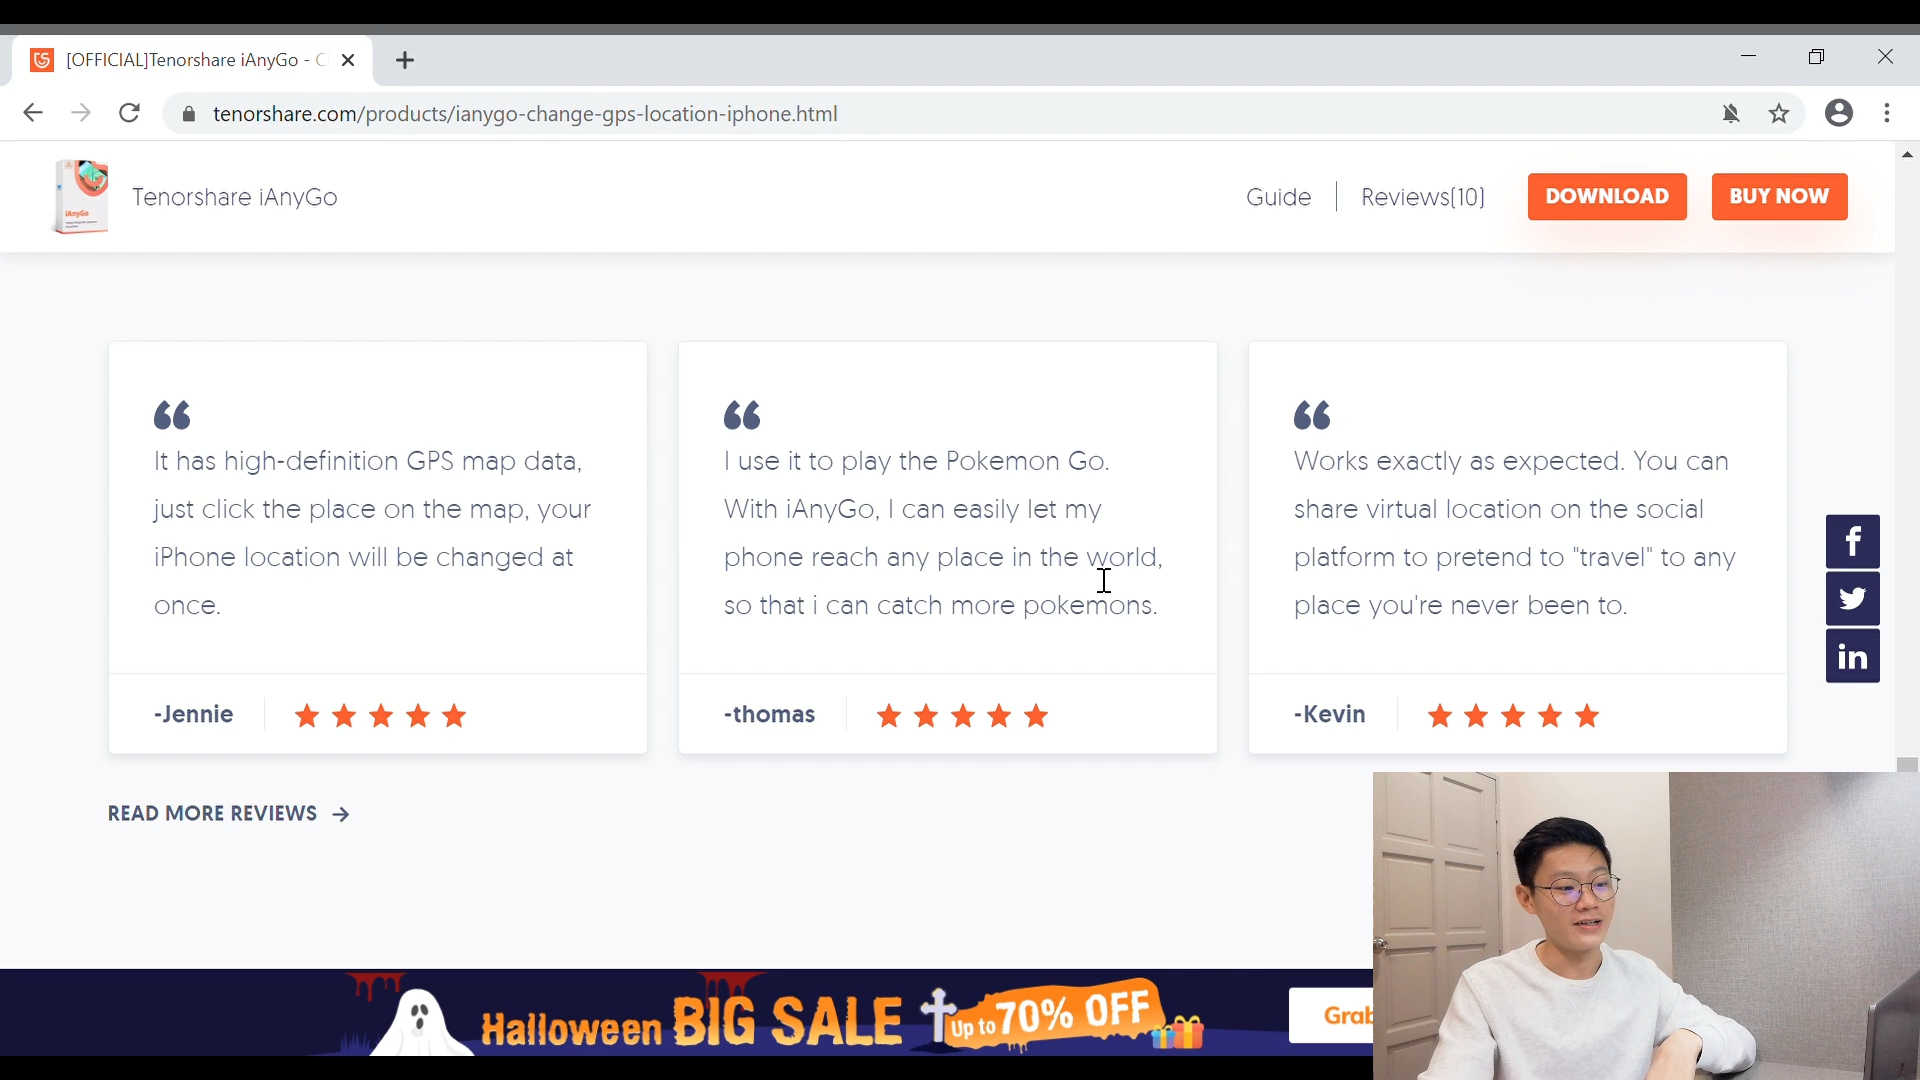 [OFFICIAL]Tenorshare iAnyGo - C
tenorshare.com/products/ianygo-change-gps-location-iphone.html
iAnyGo
Tenorshare iAnyGo
Guide
Reviews(10)
DOWNLOAD
BUY NOW
It has high-definition GPS map data,
just click the place on the map, your
iPhone location will be changed at
once.
-Jennie
I use it to play the Pokemon Go.
With iAnyGo, I can easily let my
phone reach any place in the world,
so that i can catch more pokemons.
-thomas
Works exactly as expected. You can
share virtual location on the social
platform to pretend to "travel" to any
place you're never been to.
-Kevin
READ MORE REVIEWS
Halloween BIG SALE Up to 70% OFF
Grab